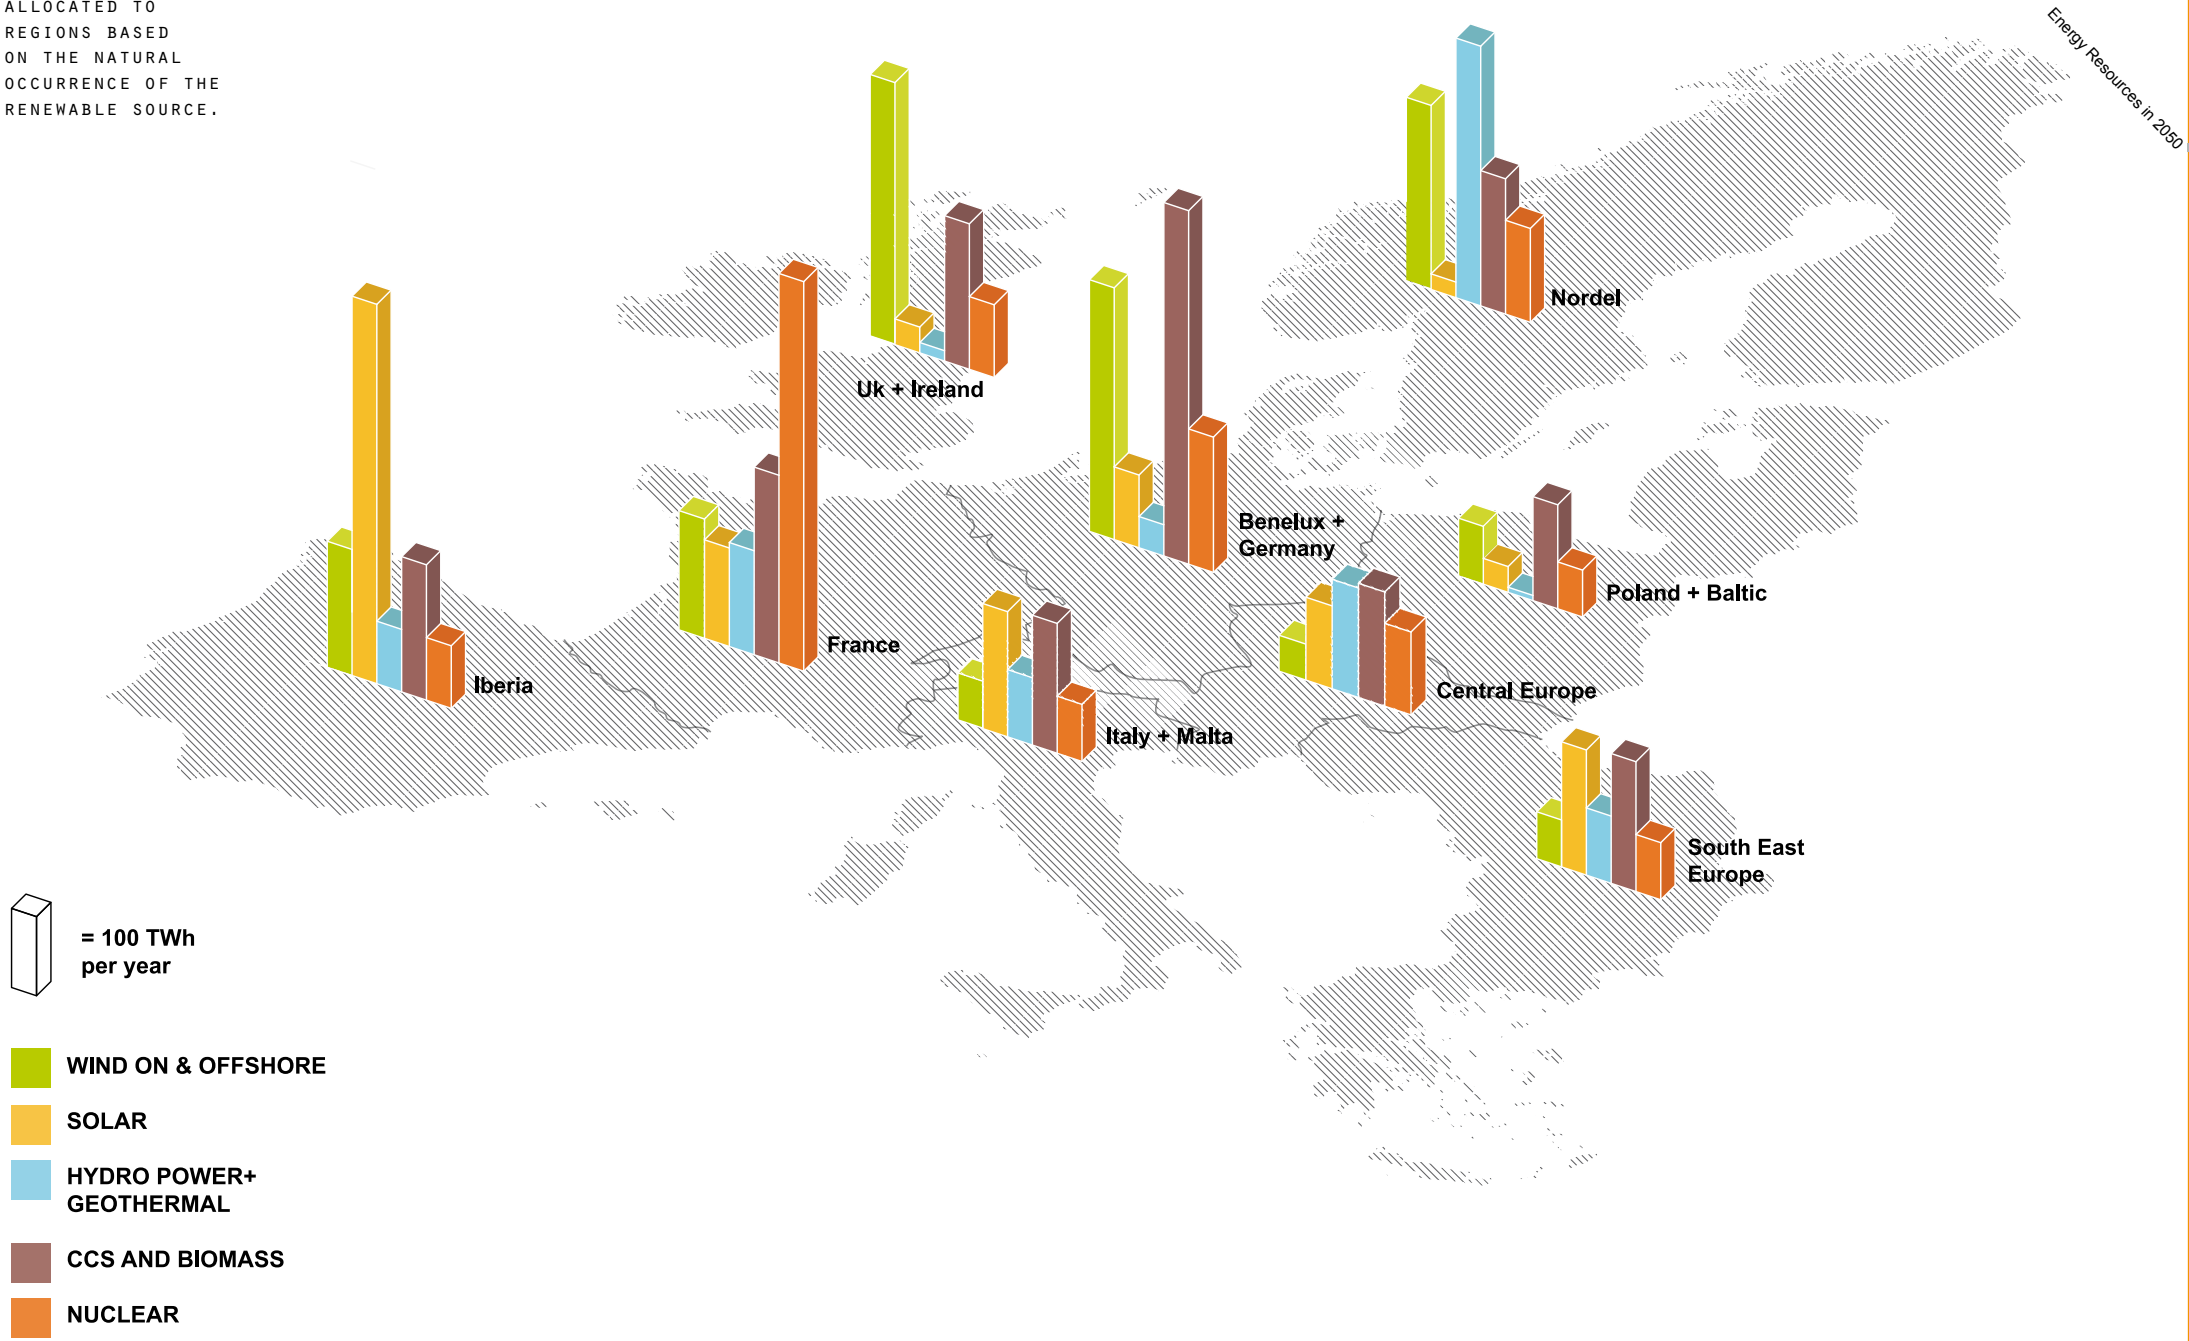 ALLOCATED TO
REGIONS BASED
ON THE NATURAL
OCCURRENCE OF THE
RENEWABLE SOURCE.
Energy Resources in 2050
Nordel
Uk + Ireland
Benelux +
Germany
Poland + Baltic
France
Iberia
Central Europe
Italy + Malta
South East
Europe
= 100 TWh
per year
WIND ON & OFFSHORE
SOLAR
HYDRO POWER+
GEOTHERMAL
CCS AND BIOMASS
NUCLEAR